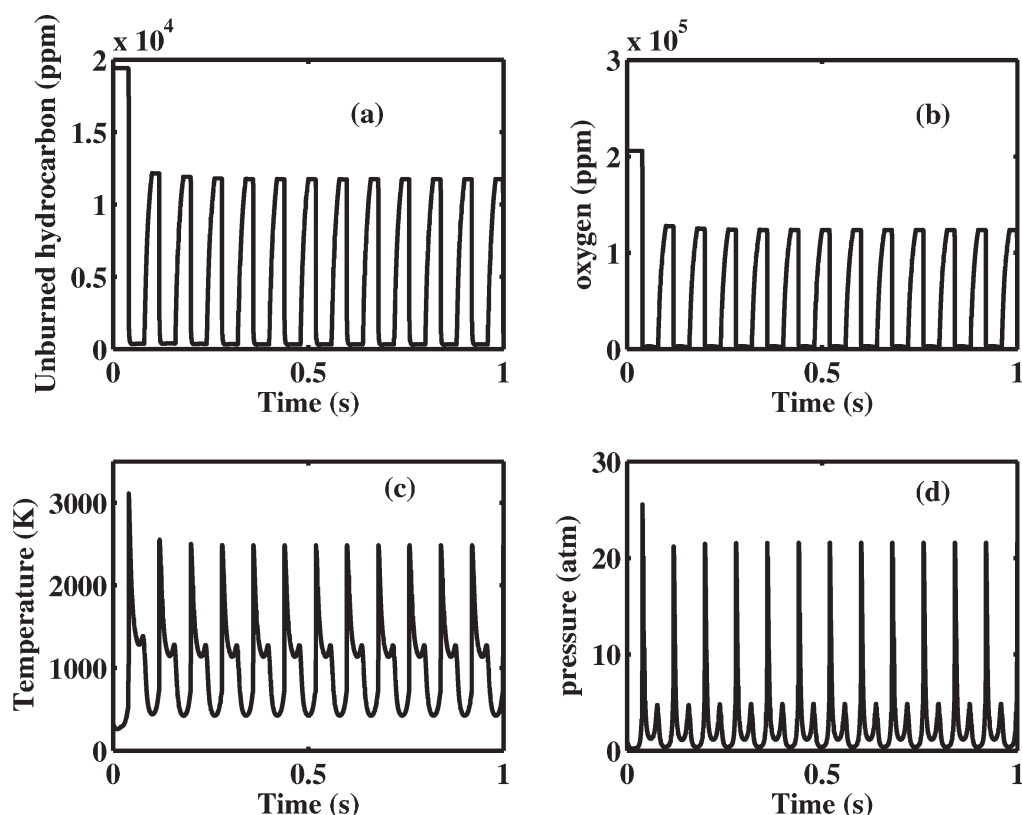 x 10^4
Unburned hydrocarbon (ppm)
2
1.5
1
0.5
0
(a)
0 0.5 1
Time (s)
x 10^5
oxygen (ppm)
3
2
1
0
(b)
0 0.5 1
Time (s)
Temperature (K)
3000
2000
1000
0
(c)
0 0.5 1
Time (s)
pressure (atm)
30
20
10
0
(d)
0 0.5 1
Time (s)